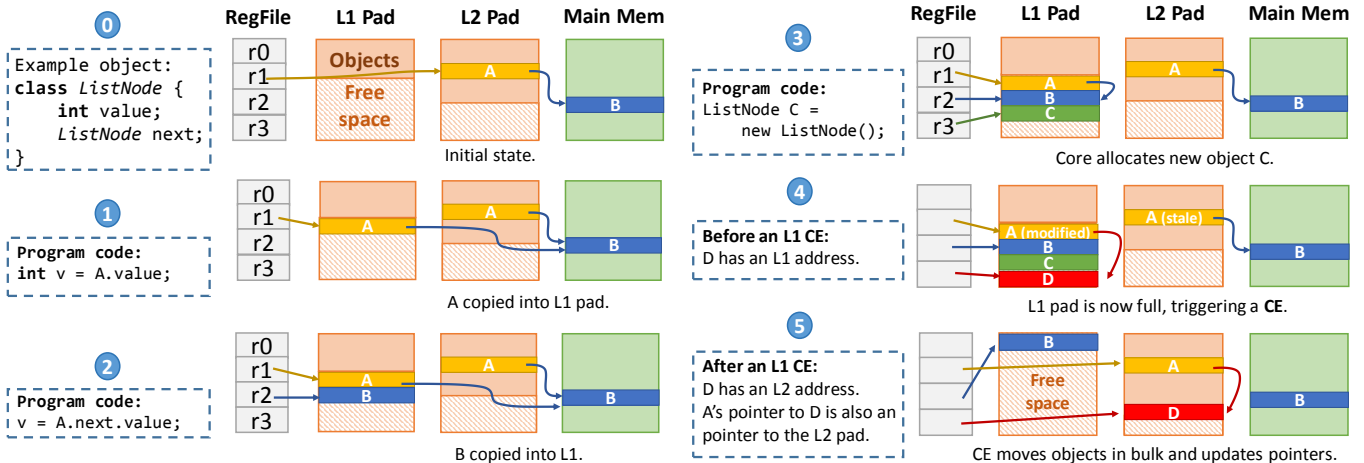 0
Example object:
class ListNode {
int value;
ListNode next;
}
RegFile
L1 Pad
L2 Pad
Main Mem
r0
r1
r2
r3
Objects
Free
space
A
B
Initial state.
1
Program code:
int v = A.value;
r0
r1
r2
r3
A
A
B
A copied into L1 pad.
2
Program code:
v = A.next.value;
r0
r1
r2
r3
A
B
A
B
B copied into L1.
3
Program code:
ListNode C =
new ListNode();
RegFile
L1 Pad
L2 Pad
Main Mem
r0
r1
r2
r3
A
B
C
A
B
Core allocates new object C.
4
Before an L1 CE:
D has an L1 address.
A (modified)
B
C
D
A (stale)
B
L1 pad is now full, triggering a CE.
5
After an L1 CE:
D has an L2 address.
A's pointer to D is also an
pointer to the L2 pad.
B
Free
space
A
D
B
CE moves objects in bulk and updates pointers.